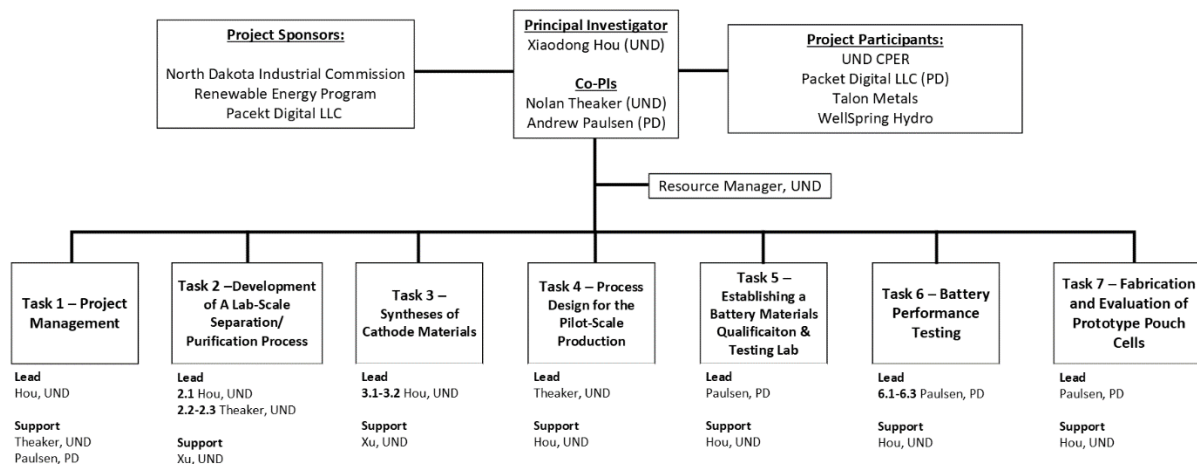 Project Sponsors:
North Dakota Industrial Commission
Renewable Energy Program
Pacekt Digital LLC
Principal Investigator
Xiaodong Hou (UND)
Co-PIs
Nolan Theaker (UND)
Andrew Paulsen (PD)
Project Participants:
UND CPER
Packet Digital LLC (PD)
Talon Metals
WellSpring Hydro
Resource Manager, UND
Task 1 – Project
Management
Lead
Hou, UND
Support
Theaker, UND
Paulsen, PD
Task 2 –Development
of A Lab-Scale
Separation/
Purification Process
Lead
2.1 Hou, UND
2.2-2.3 Theaker, UND
Support
Xu, UND
Task 3 –
Syntheses of
Cathode Materials
Lead
3.1-3.2 Hou, UND
Support
Xu, UND
Task 4 – Process
Design for the
Pilot-Scale
Production
Lead
Theaker, UND
Support
Hou, UND
Task 5 –
Establishing a
Battery Materials
Qualificaiton &
Testing Lab
Lead
Paulsen, PD
Support
Hou, UND
Task 6 – Battery
Performance
Testing
Lead
6.1-6.3 Paulsen, PD
Support
Hou, UND
Task 7 – Fabrication
and Evaluation of
Prototype Pouch
Cells
Lead
Paulsen, PD
Support
Hou, UND